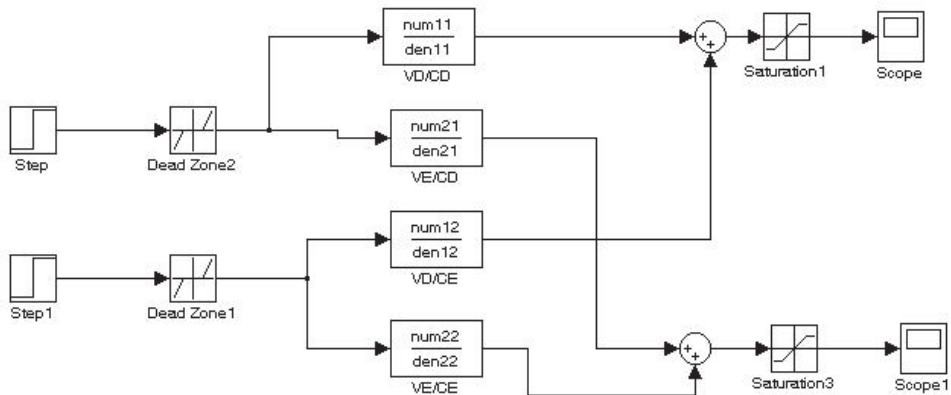 num11
den11
VD/CD
+
+
Saturation1
Scope
Step
Dead Zone2
num21
den21
VE/CD
num12
den12
VD/CE
Step1
Dead Zone1
num22
den22
VE/CE
+
+
Saturation3
Scope1